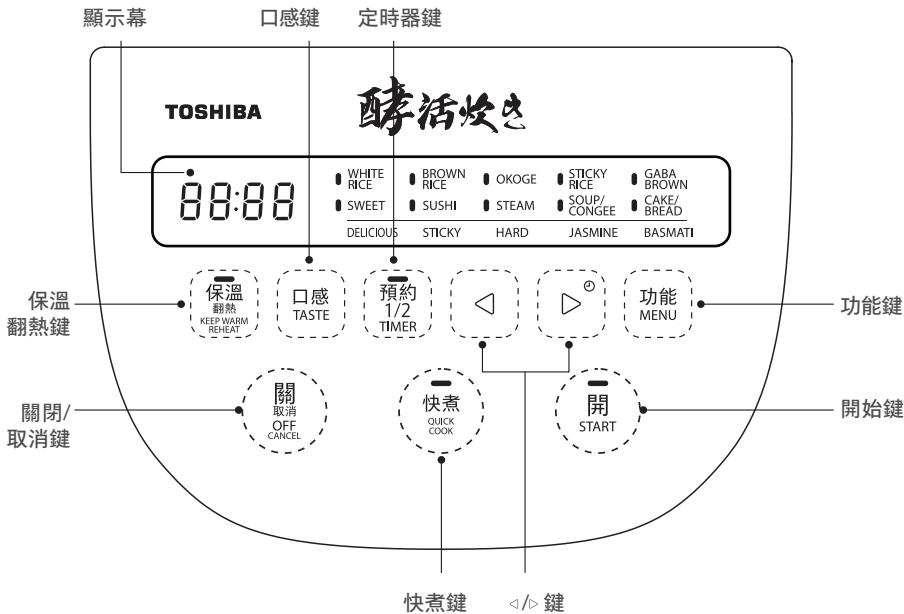 顯示幕
口感鍵
定時器鍵
TOSHIBA
酵活炊き
88:88
WHITE
RICE
BROWN
RICE
OKOGE
STICKY
RICE
GABA
BROWN
SWEET
SUSHI
STEAM
SOUP/
CONGEE
CAKE/
BREAD
DELICIOUS
STICKY
HARD
JASMINE
BASMATI
保溫
翻熱鍵
保溫
翻熱
KEEP WARM
REHEAT
口感
TASTE
預約
1/2
TIMER
◁
▷
功能
MENU
功能鍵
關閉/
取消鍵
關
取消
OFF
CANCEL
快煮
QUICK
COOK
開
START
開始鍵
快煮鍵
◁/▷ 鍵